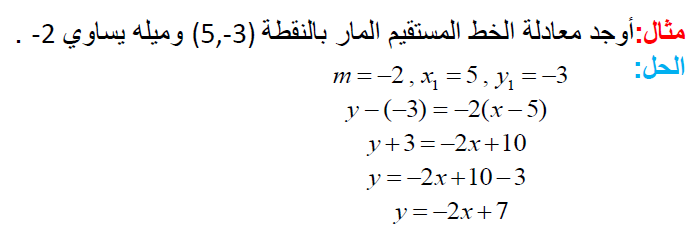 مثال:أوجد معادلة الخط المستقيم المار بالنقطة (5,-3) وميله يساوي 2- .
الحل:
m = −2 , x₁ = 5 , y₁ = −3
y − (−3) = −2(x − 5)
y + 3 = −2x + 10
y = −2x + 10 − 3
y = −2x + 7